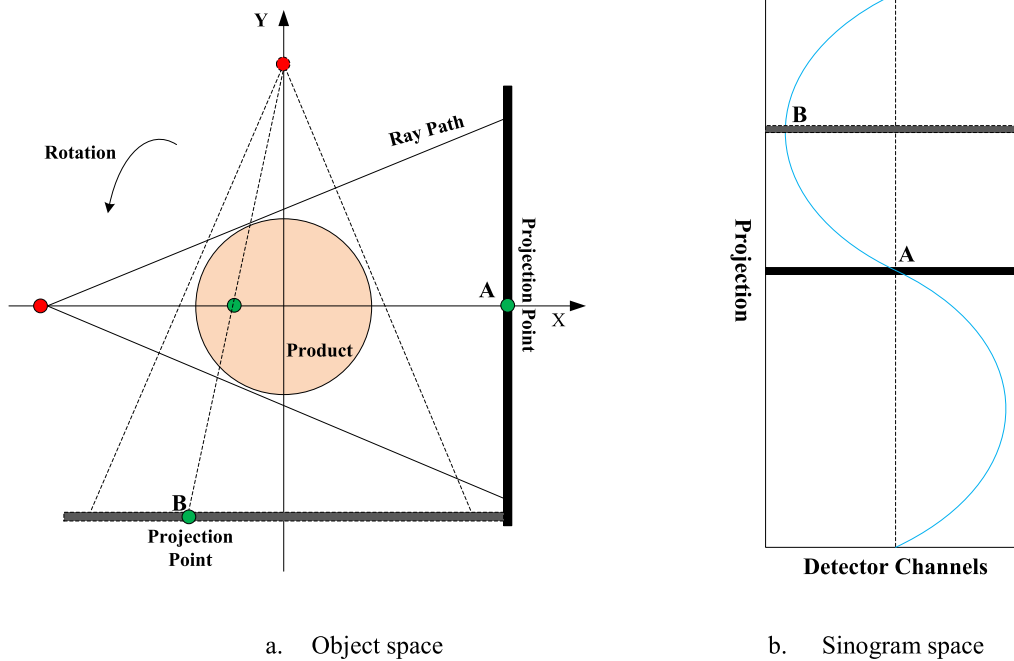 Y
B
Ray Path
Rotation
Projection
Projection Point
A
A
X
Product
B
Projection
Point
Detector Channels
a. Object space
b. Sinogram space